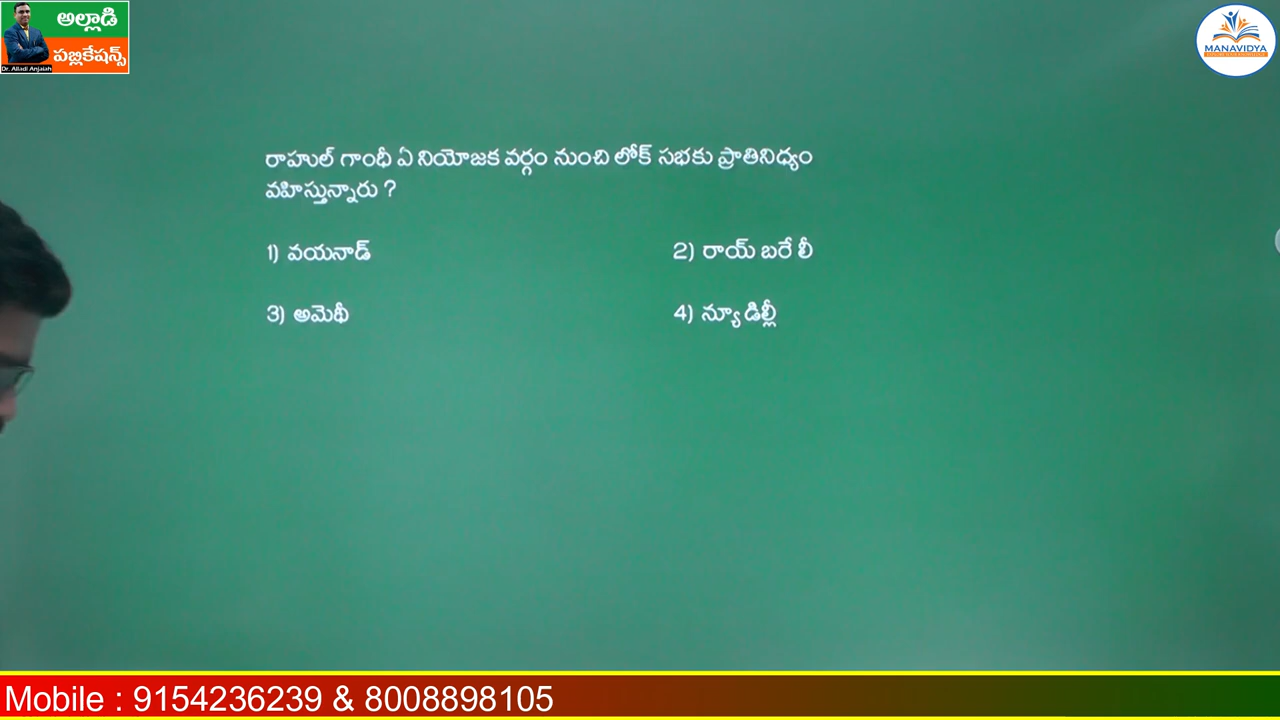 అల్లాడి
పబ్లికేషన్స్
Dr. Alladi Anjaiah
MANAVIDYA
రాహుల్ గాంధీ ఏ నియోజక వర్గం నుంచి లోక్ సభకు ప్రాతినిధ్యం
వహిస్తున్నారు ?
1) వయనాడ్
2) రాయ్ బరే లీ
3) అమెథీ
4) న్యూ డిల్లీ
Mobile : 9154236239 & 8008898105